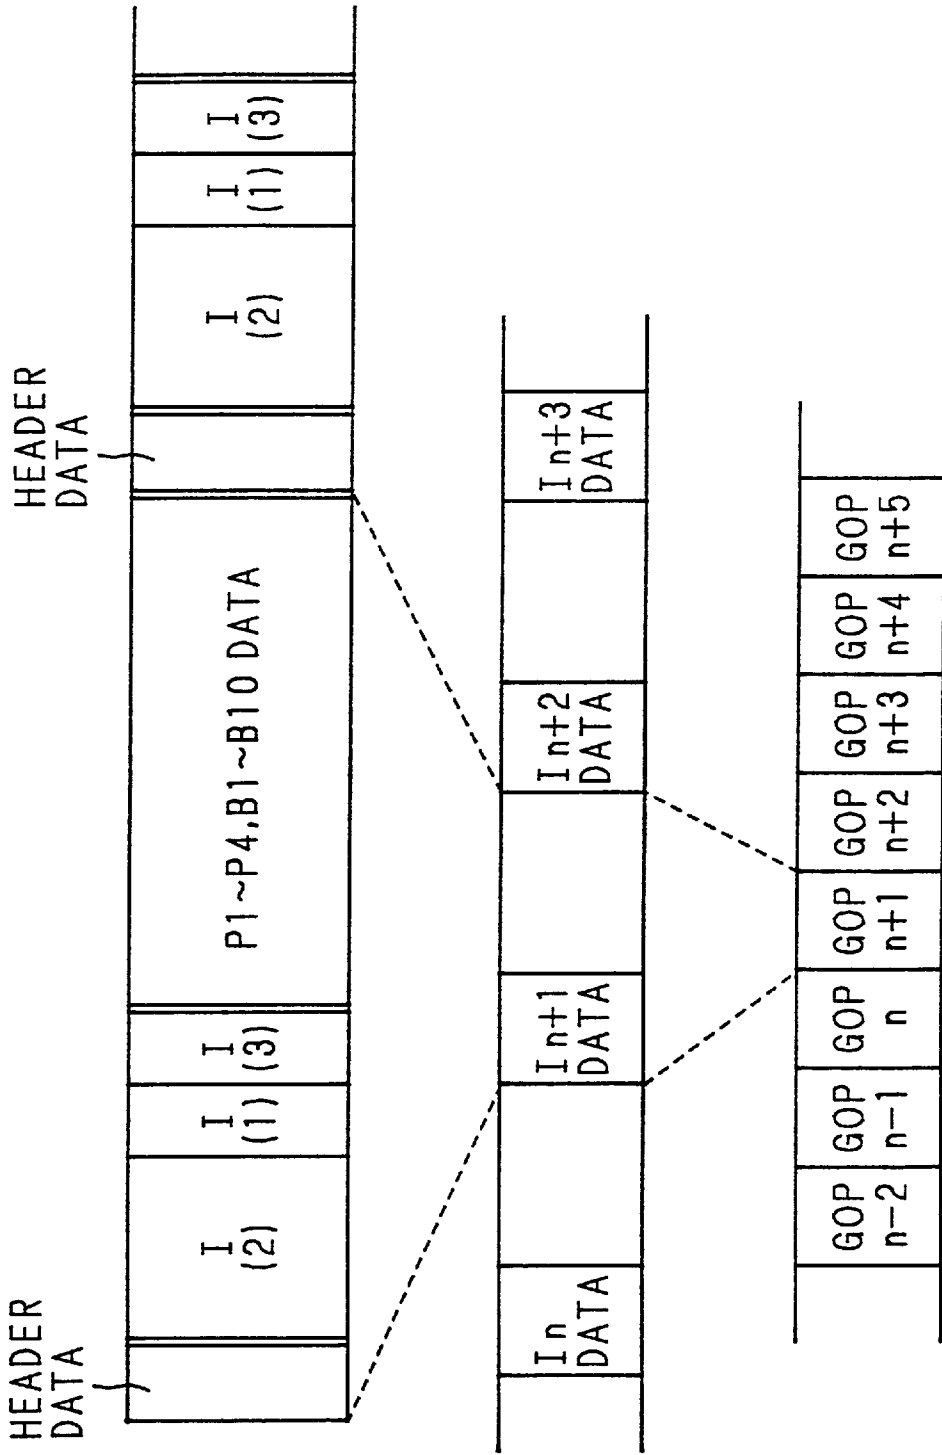 HEADER
DATA
HEADER
DATA
I
(2)
I
(1)
I
(3)
P1~P4,B1~B10 DATA
I
(2)
I
(1)
I
(3)
In
DATA
In+1
DATA
In+2
DATA
In+3
DATA
GOP
n-2
GOP
n-1
GOP
n
GOP
n+1
GOP
n+2
GOP
n+3
GOP
n+4
GOP
n+5